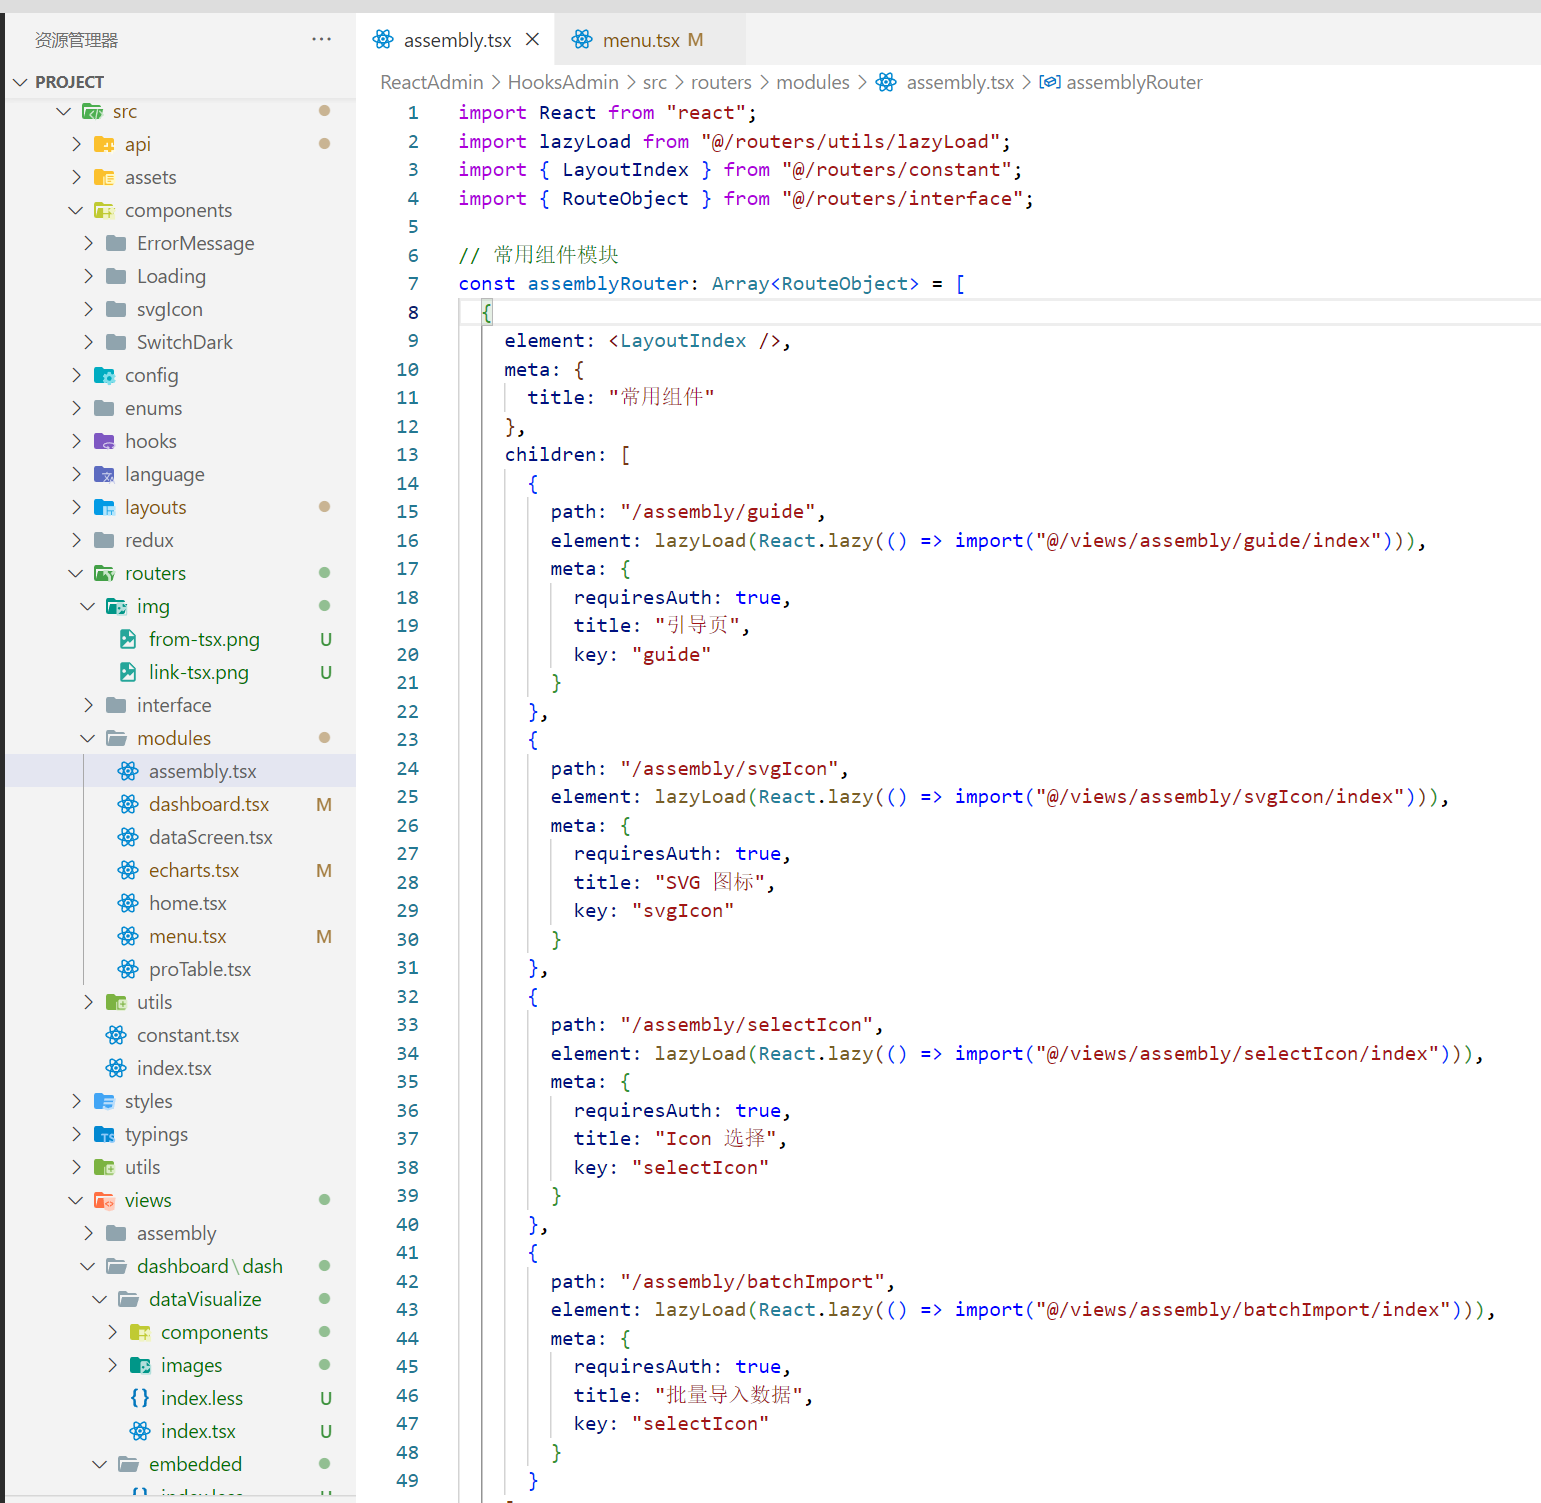 资源管理器 ···
PROJECT
src
api
assets
components
ErrorMessage
Loading
svgIcon
SwitchDark
config
enums
hooks
language
layouts
redux
routers
img
from-tsx.png U
link-tsx.png U
interface
modules
assembly.tsx
dashboard.tsx M
dataScreen.tsx
echarts.tsx M
home.tsx
menu.tsx M
proTable.tsx
utils
constant.tsx
index.tsx
styles
typings
utils
views
assembly
dashboard\dash
dataVisualize
components
images
index.less U
index.tsx U
embedded
index.less U
assembly.tsx × menu.tsx M
ReactAdmin > HooksAdmin > src > routers > modules > assembly.tsx > assemblyRouter
1 import React from "react";
2 import lazyLoad from "@/routers/utils/lazyLoad";
3 import { LayoutIndex } from "@/routers/constant";
4 import { RouteObject } from "@/routers/interface";
5
6 // 常用组件模块
7 const assemblyRouter: Array<RouteObject> = [
8 {
9 element: <LayoutIndex />,
10 meta: {
11 title: "常用组件"
12 },
13 children: [
14 {
15 path: "/assembly/guide",
16 element: lazyLoad(React.lazy(() => import("@/views/assembly/guide/index"))),
17 meta: {
18 requiresAuth: true,
19 title: "引导页",
20 key: "guide"
21 }
22 },
23 {
24 path: "/assembly/svgIcon",
25 element: lazyLoad(React.lazy(() => import("@/views/assembly/svgIcon/index"))),
26 meta: {
27 requiresAuth: true,
28 title: "SVG 图标",
29 key: "svgIcon"
30 }
31 },
32 {
33 path: "/assembly/selectIcon",
34 element: lazyLoad(React.lazy(() => import("@/views/assembly/selectIcon/index"))),
35 meta: {
36 requiresAuth: true,
37 title: "Icon 选择",
38 key: "selectIcon"
39 }
40 },
41 {
42 path: "/assembly/batchImport",
43 element: lazyLoad(React.lazy(() => import("@/views/assembly/batchImport/index"))),
44 meta: {
45 requiresAuth: true,
46 title: "批量导入数据",
47 key: "selectIcon"
48 }
49 }